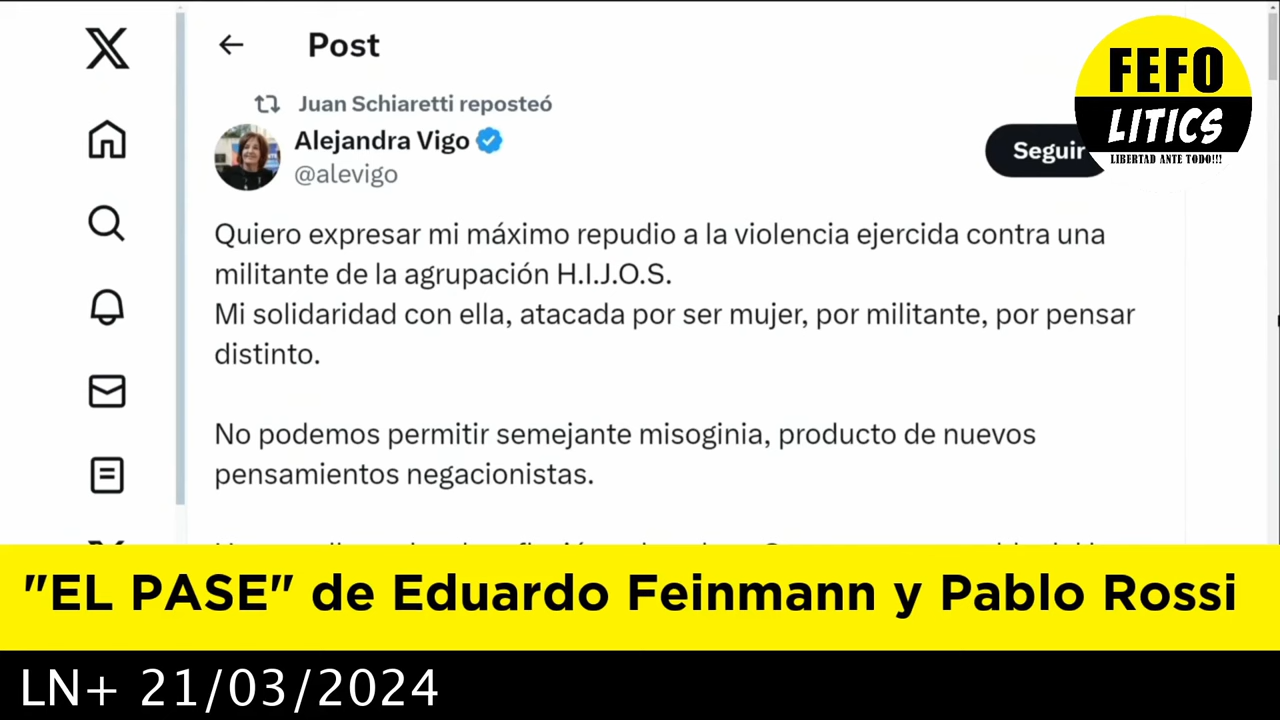 Post
Juan Schiaretti reposteó
Alejandra Vigo
@alevigo
Seguir
FEFO
LITICS
LIBERTAD ANTE TODO!!!
Quiero expresar mi máximo repudio a la violencia ejercida contra una
militante de la agrupación H.I.J.O.S.
Mi solidaridad con ella, atacada por ser mujer, por militante, por pensar
distinto.
No podemos permitir semejante misoginia, producto de nuevos
pensamientos negacionistas.
"EL PASE" de Eduardo Feinmann y Pablo Rossi
LN+ 21/03/2024